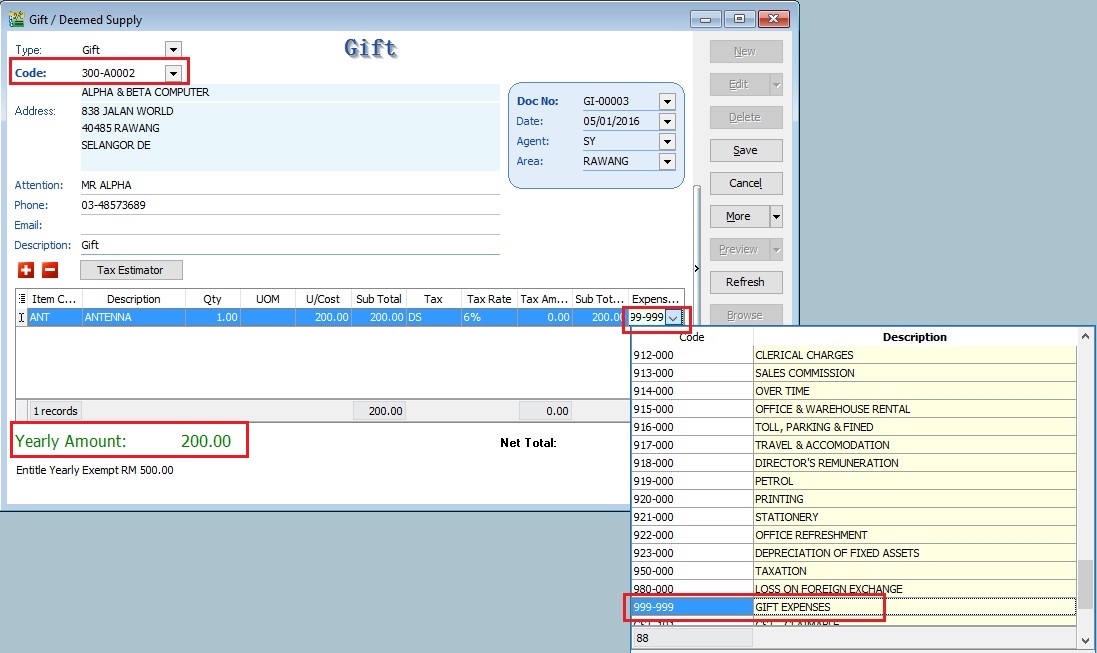 Gift / Deemed Supply
Type: Gift
Gift
Code: 300-A0002
ALPHA & BETA COMPUTER
Address: 838 JALAN WORLD
40485 RAWANG
SELANGOR DE
Doc No: GI-00003
Date: 05/01/2016
Agent: SY
Area: RAWANG
Attention: MR ALPHA
Phone: 03-48573689
Email:
Description: Gift
Tax Estimator
New
Edit
Delete
Save
Cancel
More
Preview
Refresh
Browse
Item C... Description Qty UOM U/Cost Sub Total Tax Tax Rate Tax Am... Sub Tot... Expens...
ANT ANTENNA 1.00 200.00 200.00 DS 6% 0.00 200.00 99-999
1 records 200.00 0.00
Yearly Amount: 200.00
Net Total:
Entitle Yearly Exempt RM 500.00
Code Description
912-000 CLERICAL CHARGES
913-000 SALES COMMISSION
914-000 OVER TIME
915-000 OFFICE & WAREHOUSE RENTAL
916-000 TOLL, PARKING & FINED
917-000 TRAVEL & ACCOMODATION
918-000 DIRECTOR'S REMUNERATION
919-000 PETROL
920-000 PRINTING
921-000 STATIONERY
922-000 OFFICE REFRESHMENT
923-000 DEPRECIATION OF FIXED ASSETS
950-000 TAXATION
980-000 LOSS ON FOREIGN EXCHANGE
999-999 GIFT EXPENSES
88